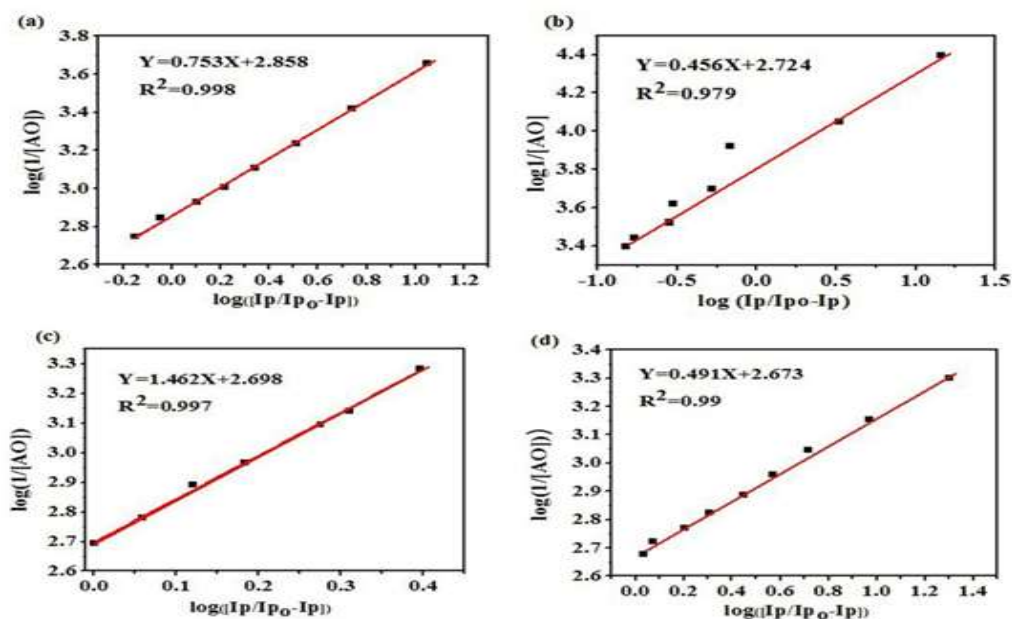 (a)
Y=0.753X+2.858
R²=0.998
log(1/[AO])
3.8
3.6
3.4
3.2
3.0
2.8
2.6
-0.2 0.0 0.2 0.4 0.6 0.8 1.0 1.2
log([Ip/Ipo-Ip])
(b)
Y=0.456X+2.724
R²=0.979
log1/[AO]
4.4
4.2
4.0
3.8
3.6
3.4
-1.0 -0.5 0.0 0.5 1.0 1.5
log (Ip/Ipo-Ip)
(c)
Y=1.462X+2.698
R²=0.997
log(1/[AO])
3.3
3.2
3.1
3.0
2.9
2.8
2.7
2.6
0.0 0.1 0.2 0.3 0.4
log([Ip/Ipo-Ip])
(d)
Y=0.491X+2.673
R²=0.99
log(1/[AO]))
3.4
3.3
3.2
3.1
3.0
2.9
2.8
2.7
2.6
0.0 0.2 0.4 0.6 0.8 1.0 1.2 1.4
log([Ip/Ipo-Ip])